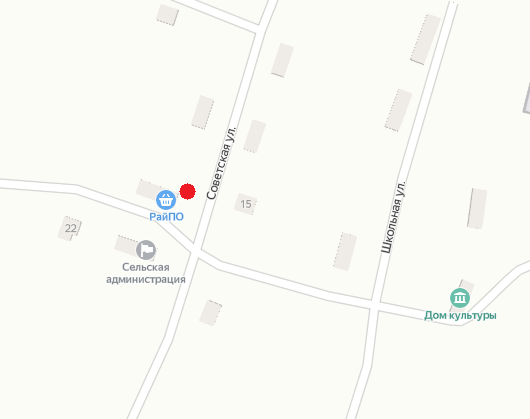 Советская ул.
Школьная ул.
РайПО
15
22
Сельская
администрация
Дом культуры